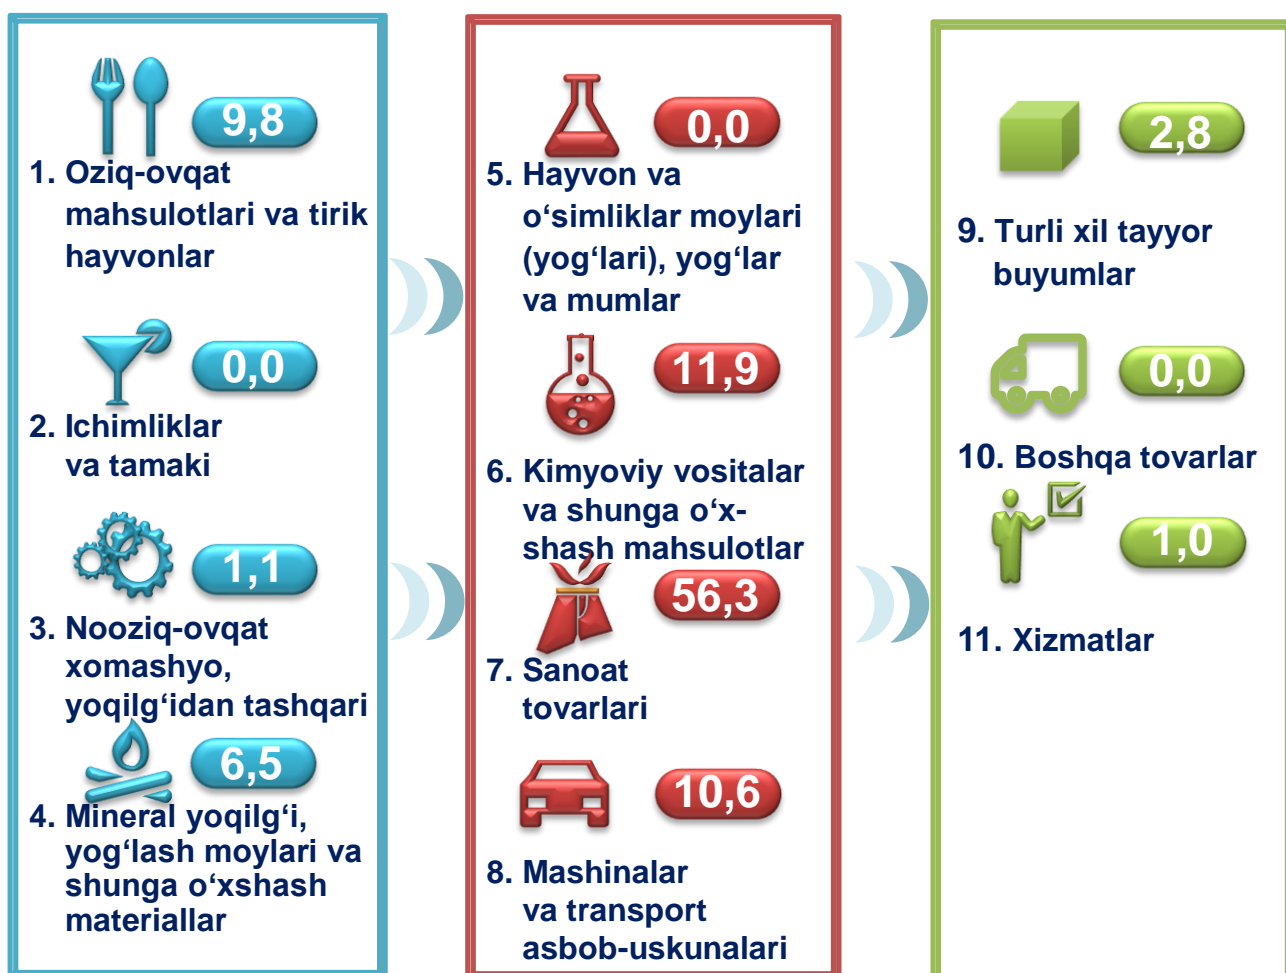 9,8
1. Oziq-ovqat
mahsulotlari va tirik
hayvonlar
0,0
2. Ichimliklar
va tamaki
1,1
3. Nooziq-ovqat
xomashyo,
yoqilg‘idan tashqari
6,5
4. Mineral yoqilg‘i,
yog‘lash moylari va
shunga o‘xshash
materiallar
0,0
5. Hayvon va
o‘simliklar moylari
(yog‘lari), yog‘lar
va mumlar
11,9
6. Kimyoviy vositalar
va shunga o‘x-
shash mahsulotlar
56,3
7. Sanoat
tovarlari
10,6
8. Mashinalar
va transport
asbob-uskunalari
2,8
9. Turli xil tayyor
buyumlar
0,0
10. Boshqa tovarlar
1,0
11. Xizmatlar